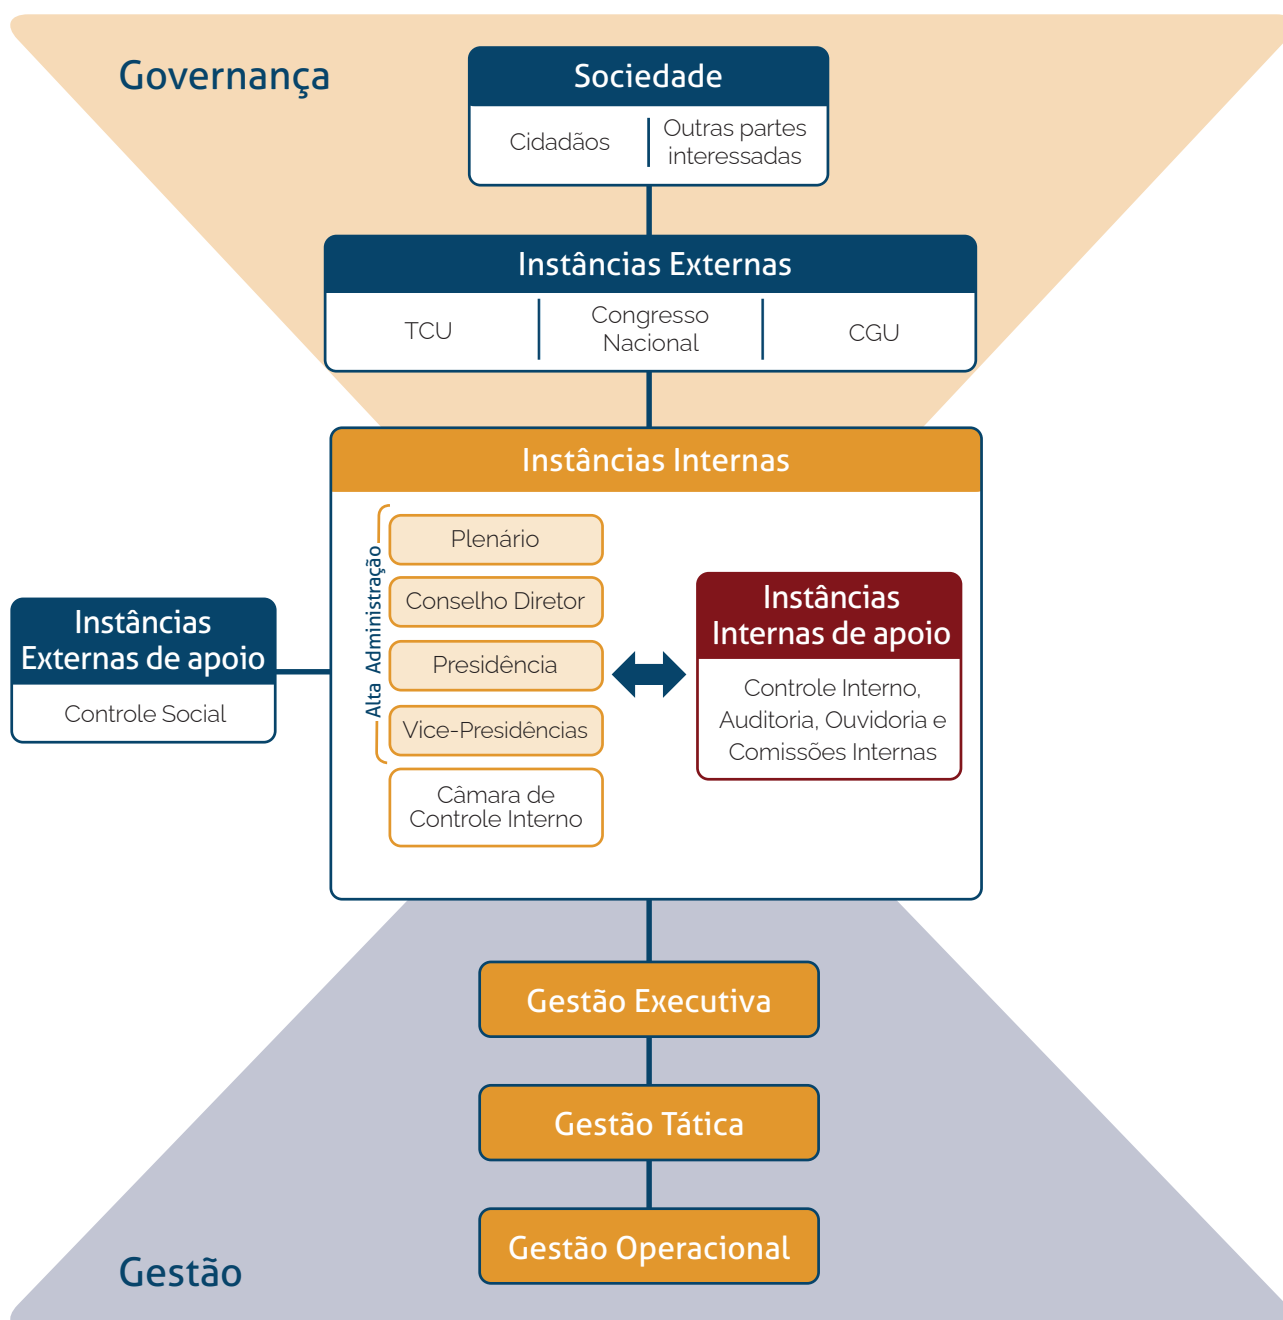 Governança
Sociedade
Cidadãos
Outras partes
interessadas
Instâncias Externas
TCU
Congresso
Nacional
CGU
Instâncias Internas
Alta Administração
Plenário
Conselho Diretor
Presidência
Vice-Presidências
Câmara de
Controle Interno
Instâncias
Internas de apoio
Controle Interno,
Auditoria, Ouvidoria e
Comissões Internas
Instâncias
Externas de apoio
Controle Social
Gestão Executiva
Gestão Tática
Gestão Operacional
Gestão